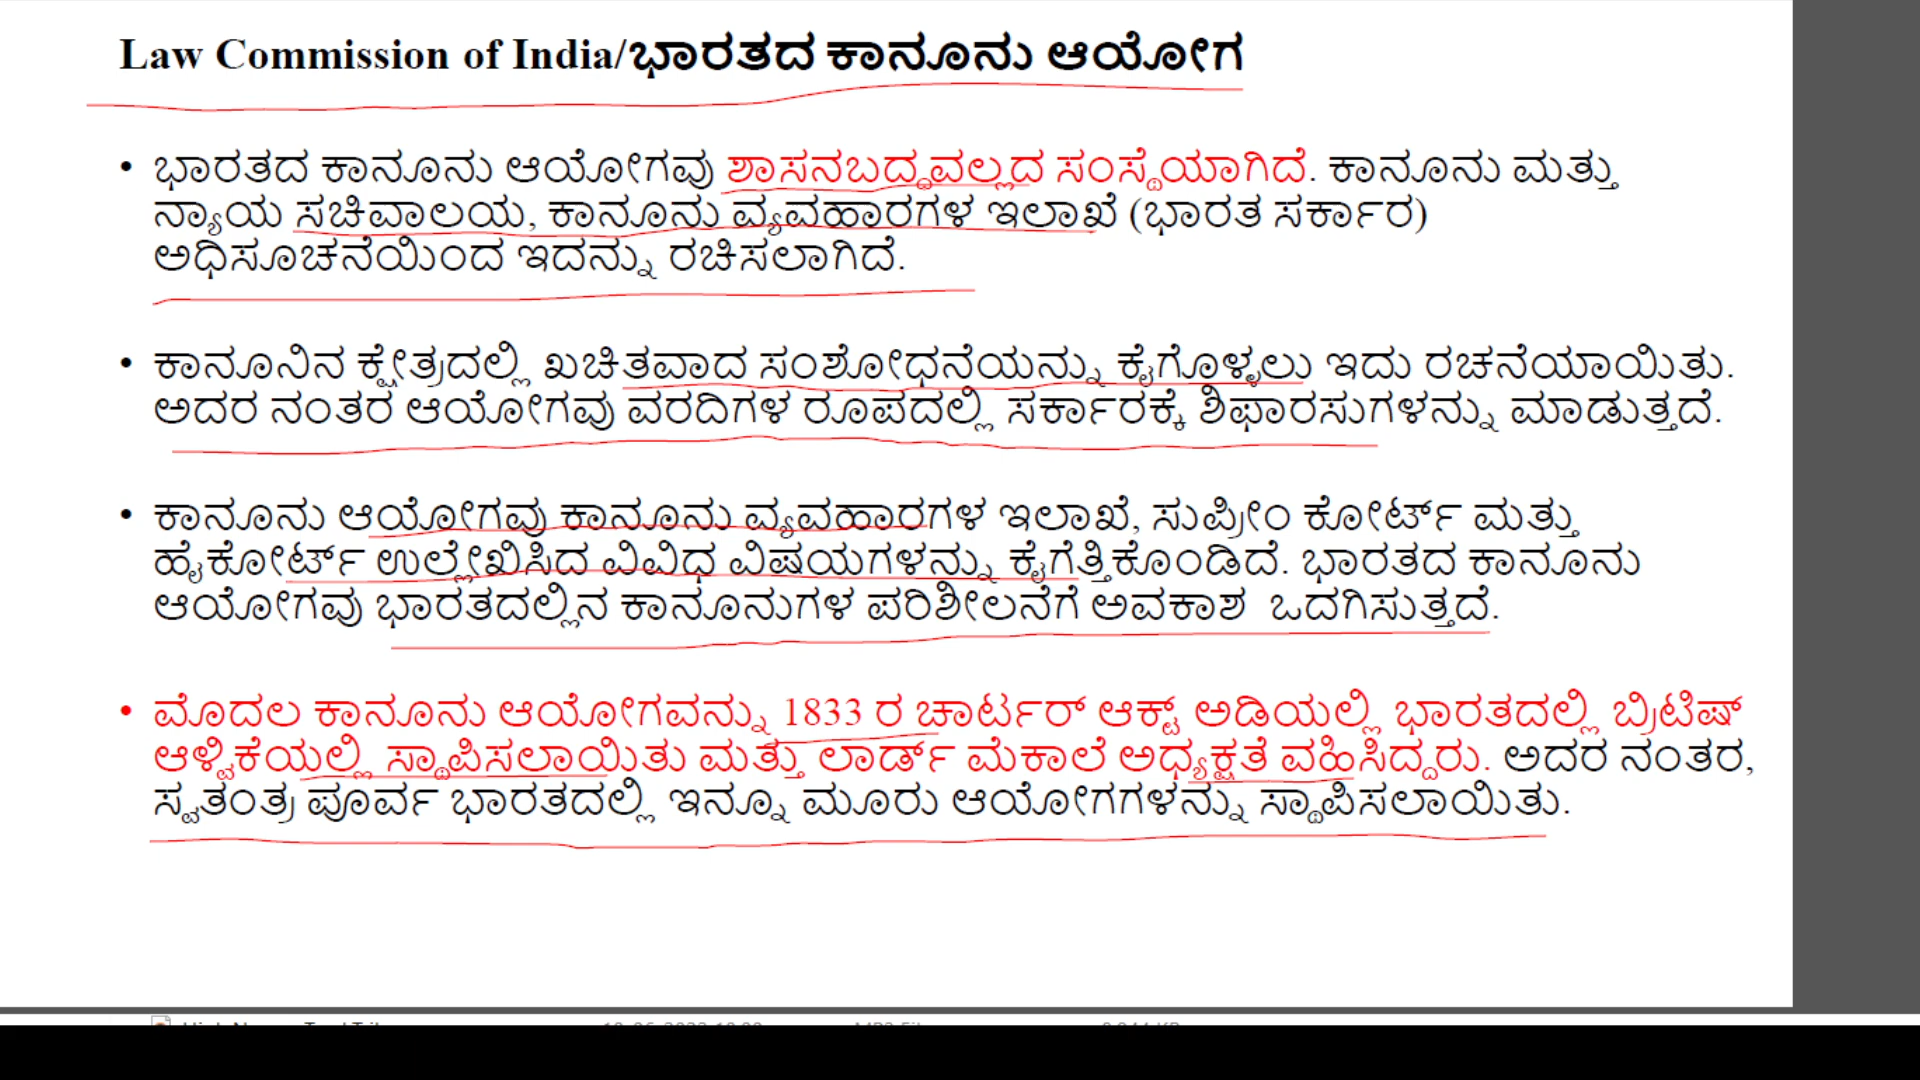 Law Commission of India/ಭಾರತದ ಕಾನೂನು ಆಯೋಗ
• ಭಾರತದ ಕಾನೂನು ಆಯೋಗವು ಶಾಸನಬದ್ಧವಲ್ಲದ ಸಂಸ್ಥೆಯಾಗಿದೆ. ಕಾನೂನು ಮತ್ತು
ನ್ಯಾಯ ಸಚಿವಾಲಯ, ಕಾನೂನು ವ್ಯವಹಾರಗಳ ಇಲಾಖೆ (ಭಾರತ ಸರ್ಕಾರ)
ಅಧಿಸೂಚನೆಯಿಂದ ಇದನ್ನು ರಚಿಸಲಾಗಿದೆ.
• ಕಾನೂನಿನ ಕ್ಷೇತ್ರದಲ್ಲಿ ಖಚಿತವಾದ ಸಂಶೋಧನೆಯನ್ನು ಕೈಗೊಳ್ಳಲು ಇದು ರಚನೆಯಾಯಿತು.
ಅದರ ನಂತರ ಆಯೋಗವು ವರದಿಗಳ ರೂಪದಲ್ಲಿ ಸರ್ಕಾರಕ್ಕೆ ಶಿಫಾರಸುಗಳನ್ನು ಮಾಡುತ್ತದೆ.
• ಕಾನೂನು ಆಯೋಗವು ಕಾನೂನು ವ್ಯವಹಾರಗಳ ಇಲಾಖೆ, ಸುಪ್ರೀಂ ಕೋರ್ಟ್ ಮತ್ತು
ಹೈಕೋರ್ಟ್ ಉಲ್ಲೇಖಿಸಿದ ವಿವಿಧ ವಿಷಯಗಳನ್ನು ಕೈಗೆತ್ತಿಕೊಂಡಿದೆ. ಭಾರತದ ಕಾನೂನು
ಆಯೋಗವು ಭಾರತದಲ್ಲಿನ ಕಾನೂನುಗಳ ಪರಿಶೀಲನೆಗೆ ಅವಕಾಶ ಒದಗಿಸುತ್ತದೆ.
• ಮೊದಲ ಕಾನೂನು ಆಯೋಗವನ್ನು 1833 ರ ಚಾರ್ಟರ್ ಆಕ್ಟ್ ಅಡಿಯಲ್ಲಿ ಭಾರತದಲ್ಲಿ ಬ್ರಿಟಿಷ್
ಆಳ್ವಿಕೆಯಲ್ಲಿ ಸ್ಥಾಪಿಸಲಾಯಿತು ಮತ್ತು ಲಾರ್ಡ್ ಮೆಕಾಲೆ ಅಧ್ಯಕ್ಷತೆ ವಹಿಸಿದ್ದರು. ಅದರ ನಂತರ,
ಸ್ವತಂತ್ರ ಪೂರ್ವ ಭಾರತದಲ್ಲಿ ಇನ್ನೂ ಮೂರು ಆಯೋಗಗಳನ್ನು ಸ್ಥಾಪಿಸಲಾಯಿತು.